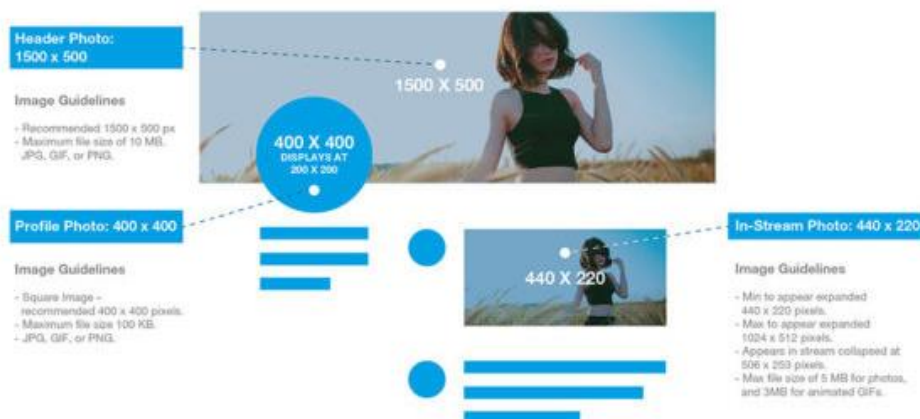 Header Photo:
1500 x 500
Image Guidelines
- Recommended 1500 x 500 px
- Maximum file size of 10 MB.
JPG, GIF, or PNG.
1500 X 500
400 X 400
DISPLAYS AT
200 X 200
Profile Photo: 400 x 400
Image Guidelines
- Square Image –
recommended 400 x 400 pixels.
- Maximum file size 100 KB.
- JPG, GIF, or PNG.
440 X 220
In-Stream Photo: 440 x 220
Image Guidelines
- Min to appear expanded
440 x 220 pixels.
- Max to appear expanded
1024 x 512 pixels.
- Appears in stream collapsed at
506 x 253 pixels.
- Max file size of 5 MB for photos,
and 3MB for animated GIFs.